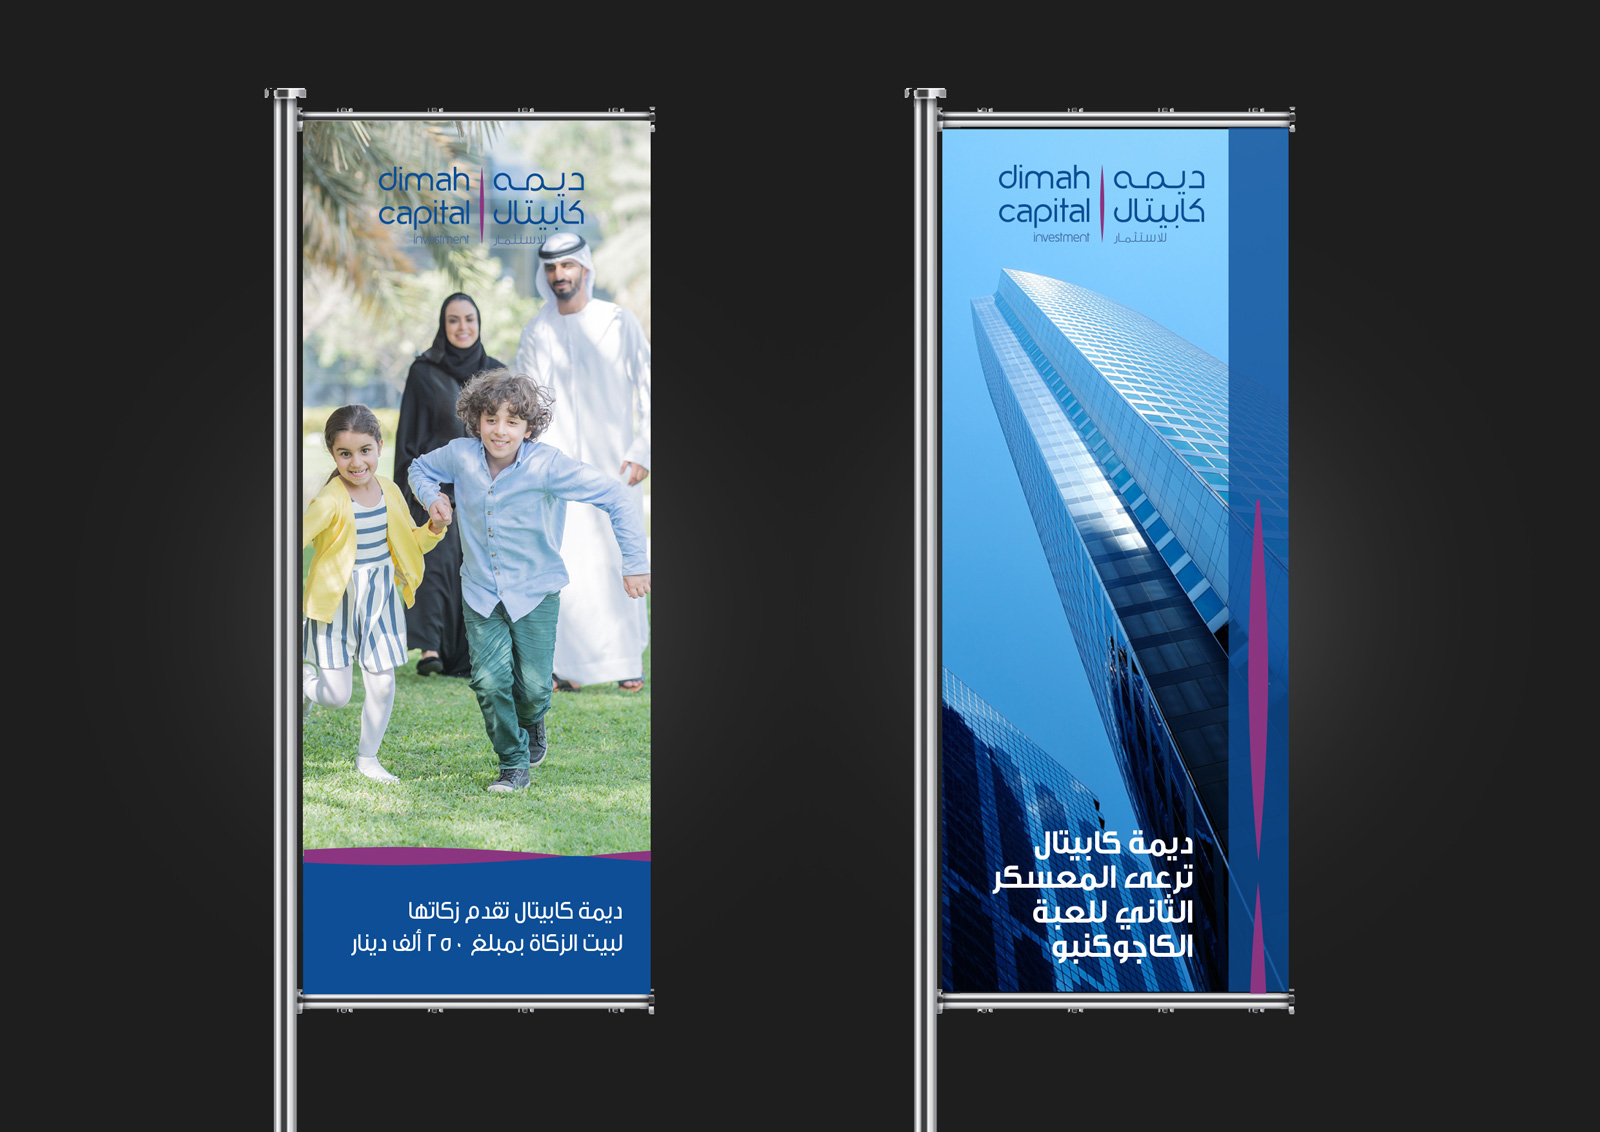 dimah
capital
investment
ديمه
كابيتال
للاستثمار
ديمة كابيتال تقدم زكاتها
لبيت الزكاة بمبلغ ٢٥٠ ألف دينار
dimah
capital
investment
ديمه
كابيتال
للاستثمار
ديمة كابيتال
ترعى المعسكر
الثاني للعبة
الكاجوكنبو